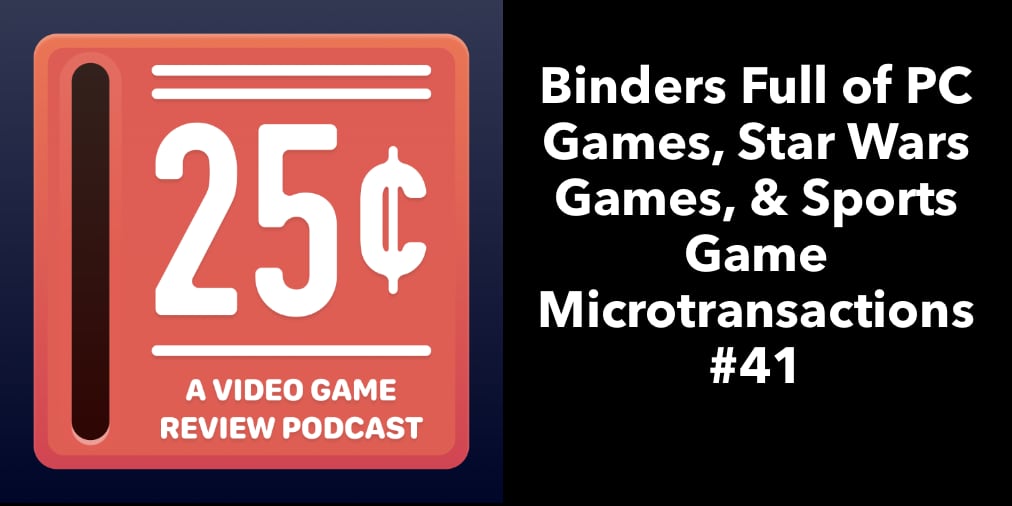 25¢
A VIDEO GAME
REVIEW PODCAST
Binders Full of PC
Games, Star Wars
Games, & Sports
Game
Microtransactions
#41